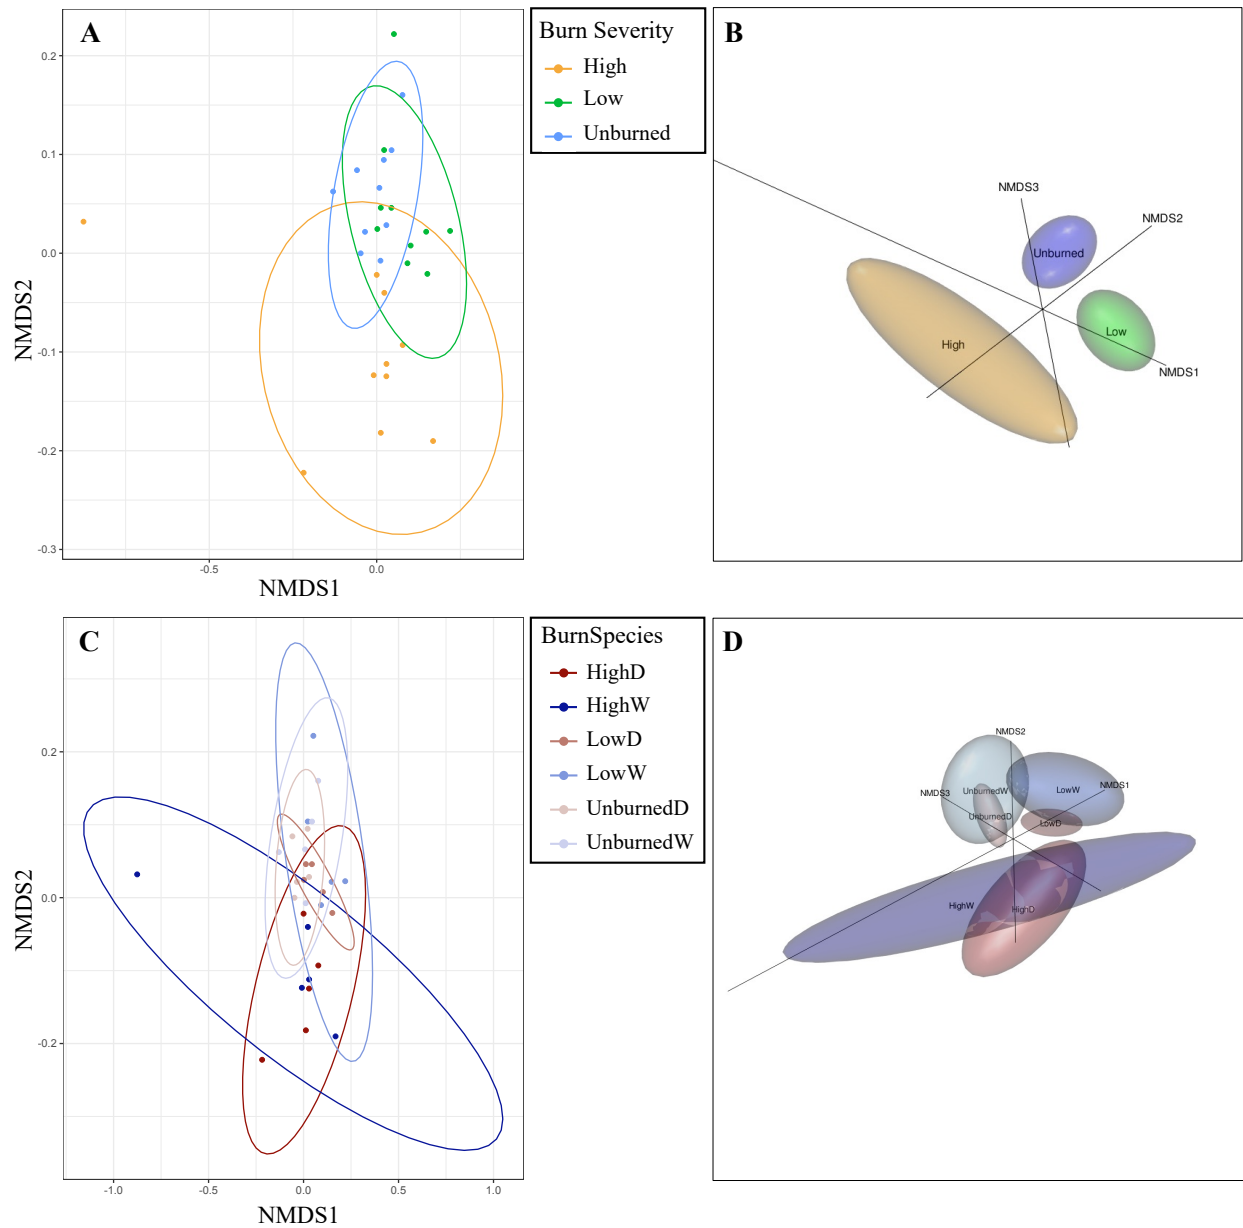 A
0.2
0.1
0.0
-0.1
-0.2
-0.3
NMDS2
-0.5
0.0
NMDS1
Burn Severity
High
Low
Unburned
B
NMDS3
NMDS2
Unburned
Low
High
NMDS1
C
0.2
0.0
-0.2
NMDS2
-1.0
-0.5
0.0
0.5
1.0
NMDS1
BurnSpecies
HighD
HighW
LowD
LowW
UnburnedD
UnburnedW
D
NMDS2
NMDS1
NMDS3
UnburnedW
LowW
UnburnedD
LowD
HighW
HighD